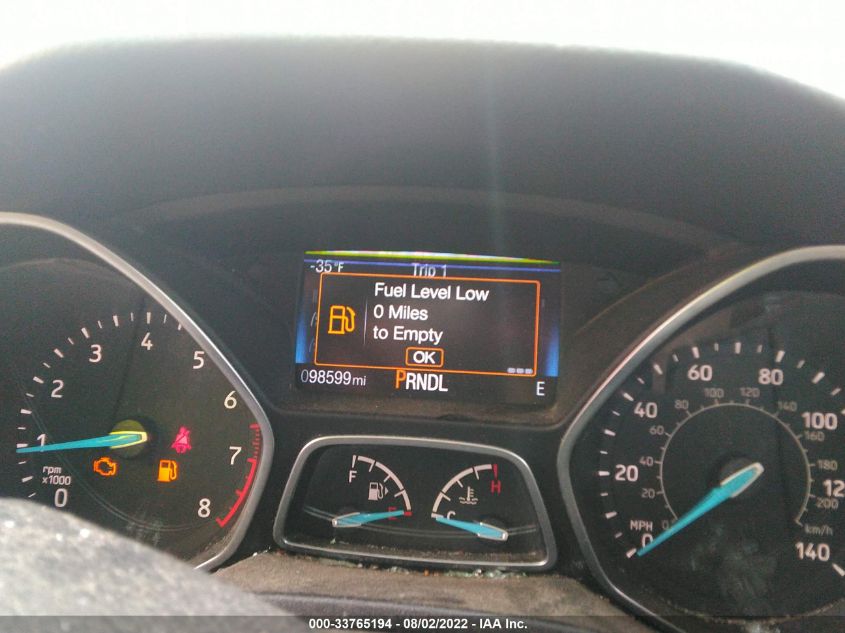 -35°F Trip 1
Fuel Level Low
0 Miles
to Empty
OK
098599mi PRNDL E
0
1
2
3
4
5
6
7
8
rpm
x1000
F
E
H
C
0
20
40
60
80
100
12
140
MPH
0
20
40
60
80
100
120
140
160
180
200
km/h
000-33765194 - 08/02/2022 - IAA Inc.